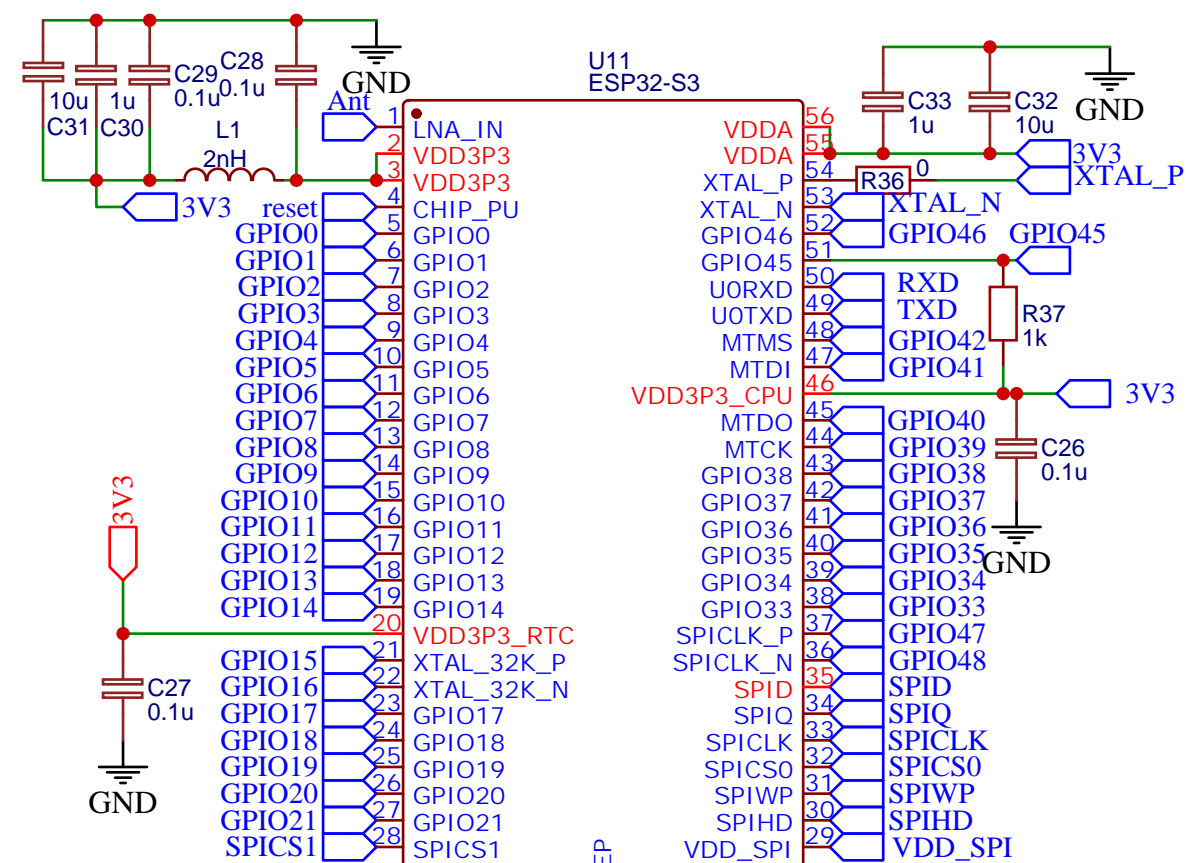 C29
0.1u
C28
0.1u
10u
C31
1u
C30
L1
2nH
GND
3V3
U11
ESP32-S3
C33
1u
C32
10u
GND
Ant 1 LNA_IN
2 VDD3P3
3 VDD3P3
reset 4 CHIP_PU
GPIO0 5 GPIO0
GPIO1 6 GPIO1
GPIO2 7 GPIO2
GPIO3 8 GPIO3
GPIO4 9 GPIO4
GPIO5 10 GPIO5
GPIO6 11 GPIO6
GPIO7 12 GPIO7
GPIO8 13 GPIO8
GPIO9 14 GPIO9
GPIO10 15 GPIO10
GPIO11 16 GPIO11
GPIO12 17 GPIO12
GPIO13 18 GPIO13
GPIO14 19 GPIO14
20 VDD3P3_RTC
GPIO15 21 XTAL_32K_P
GPIO16 22 XTAL_32K_N
GPIO17 23 GPIO17
GPIO18 24 GPIO18
GPIO19 25 GPIO19
GPIO20 26 GPIO20
GPIO21 27 GPIO21
SPICS1 28 SPICS1
3V3
C27
0.1u
GND
EP
VDDA 56
VDDA 55 3V3
XTAL_P 54 R36 0 XTAL_P
XTAL_N 53 XTAL_N
GPIO46 52 GPIO46
GPIO45 51 GPIO45
U0RXD 50 RXD
U0TXD 49 TXD
MTMS 48 GPIO42
MTDI 47 GPIO41
VDD3P3_CPU 46 3V3
MTDO 45 GPIO40
MTCK 44 GPIO39
GPIO38 43 GPIO38
GPIO37 42 GPIO37
GPIO36 41 GPIO36
GPIO35 40 GPIO35
GPIO34 39 GPIO34
GPIO33 38 GPIO33
SPICLK_P 37 GPIO47
SPICLK_N 36 GPIO48
SPID 35 SPID
SPIQ 34 SPIQ
SPICLK 33 SPICLK
SPICS0 32 SPICS0
SPIWP 31 SPIWP
SPIHD 30 SPIHD
VDD_SPI 29 VDD_SPI
R37
1k
C26
0.1u
GND